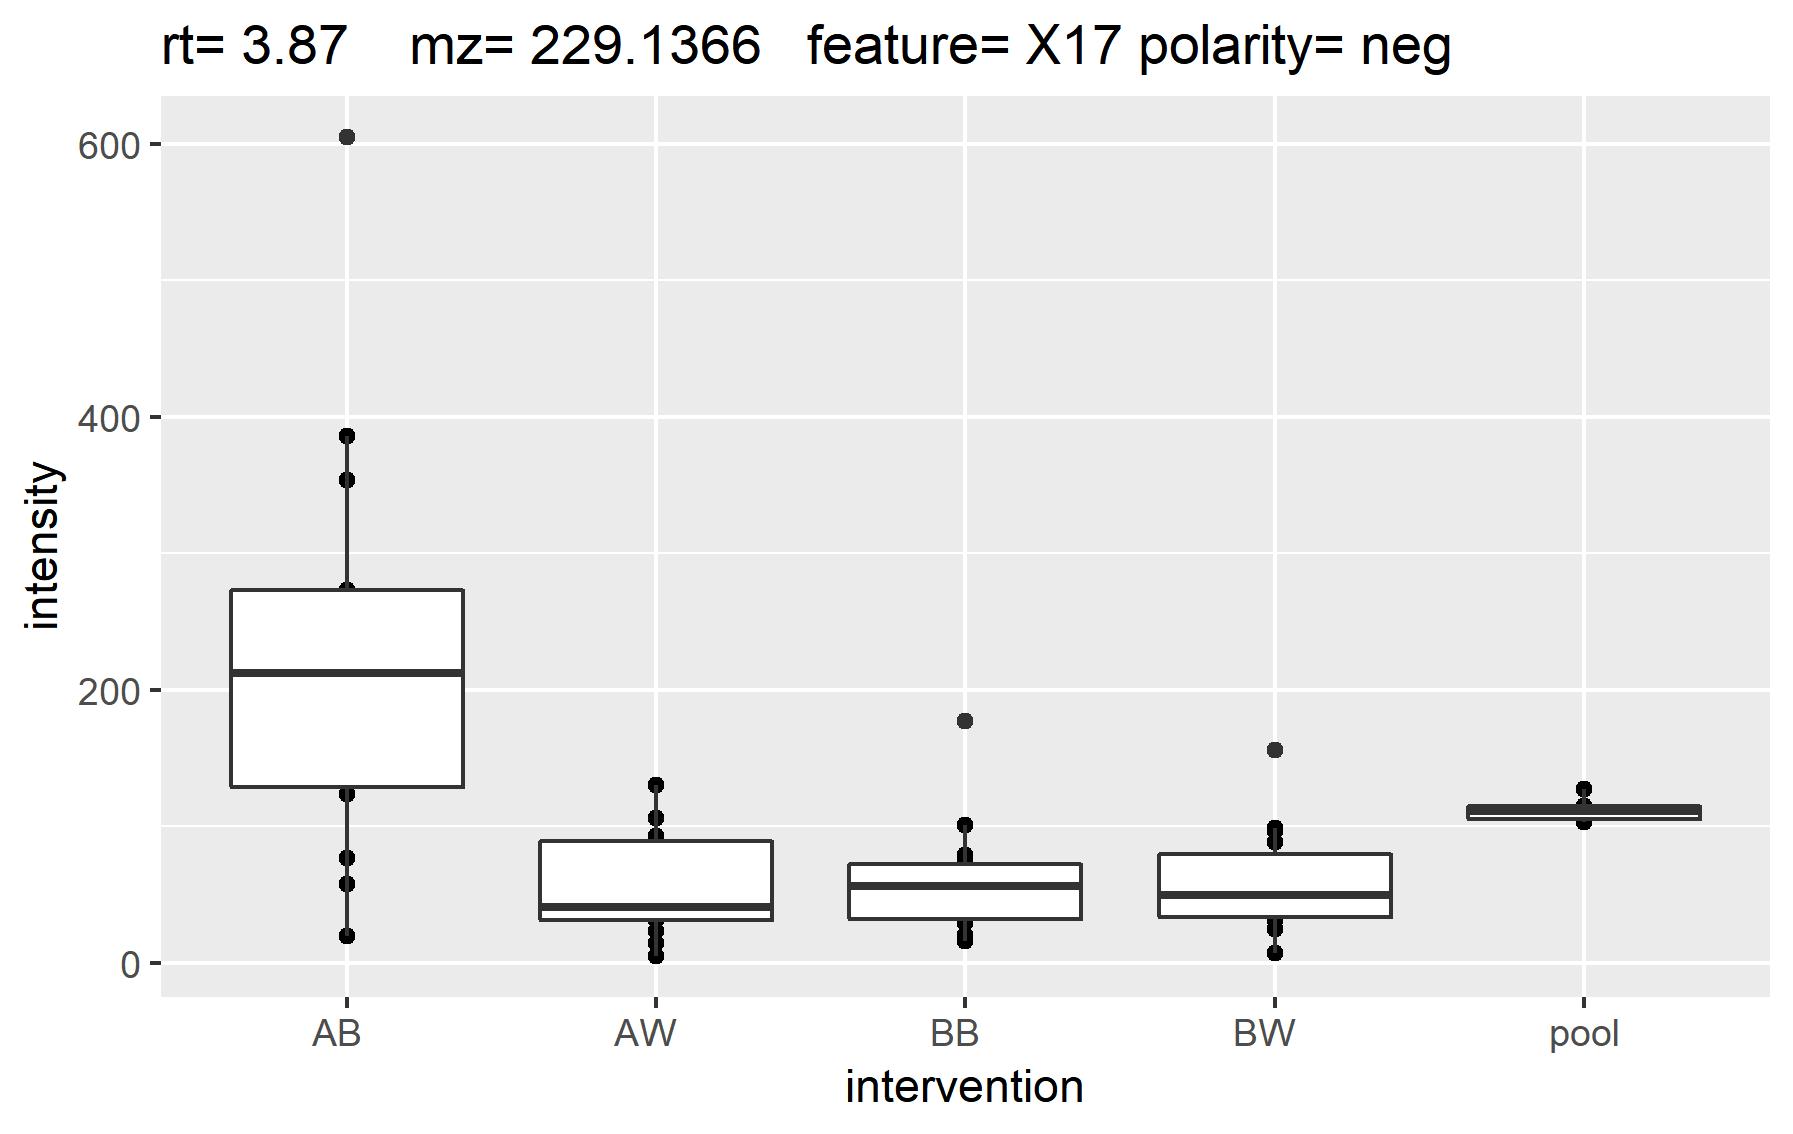 rt= 3.87    mz= 229.1366   feature= X17 polarity= neg
600
400
200
0
intensity
AB
AW
BB
BW
pool
intervention